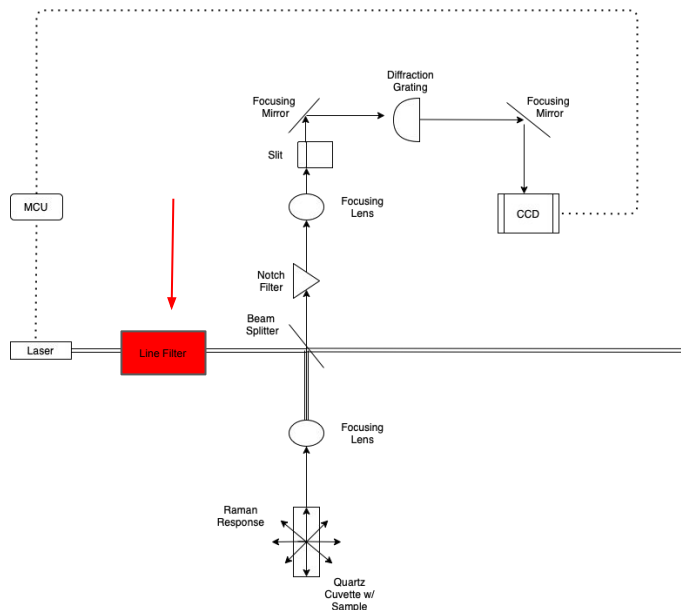 Diffraction
Grating
Focusing
Mirror
Focusing
Mirror
Slit
MCU
Focusing
Lens
CCD
Notch
Filter
Beam
Splitter
Laser
Line Filter
Focusing
Lens
Raman
Response
Quartz
Cuvette w/
Sample